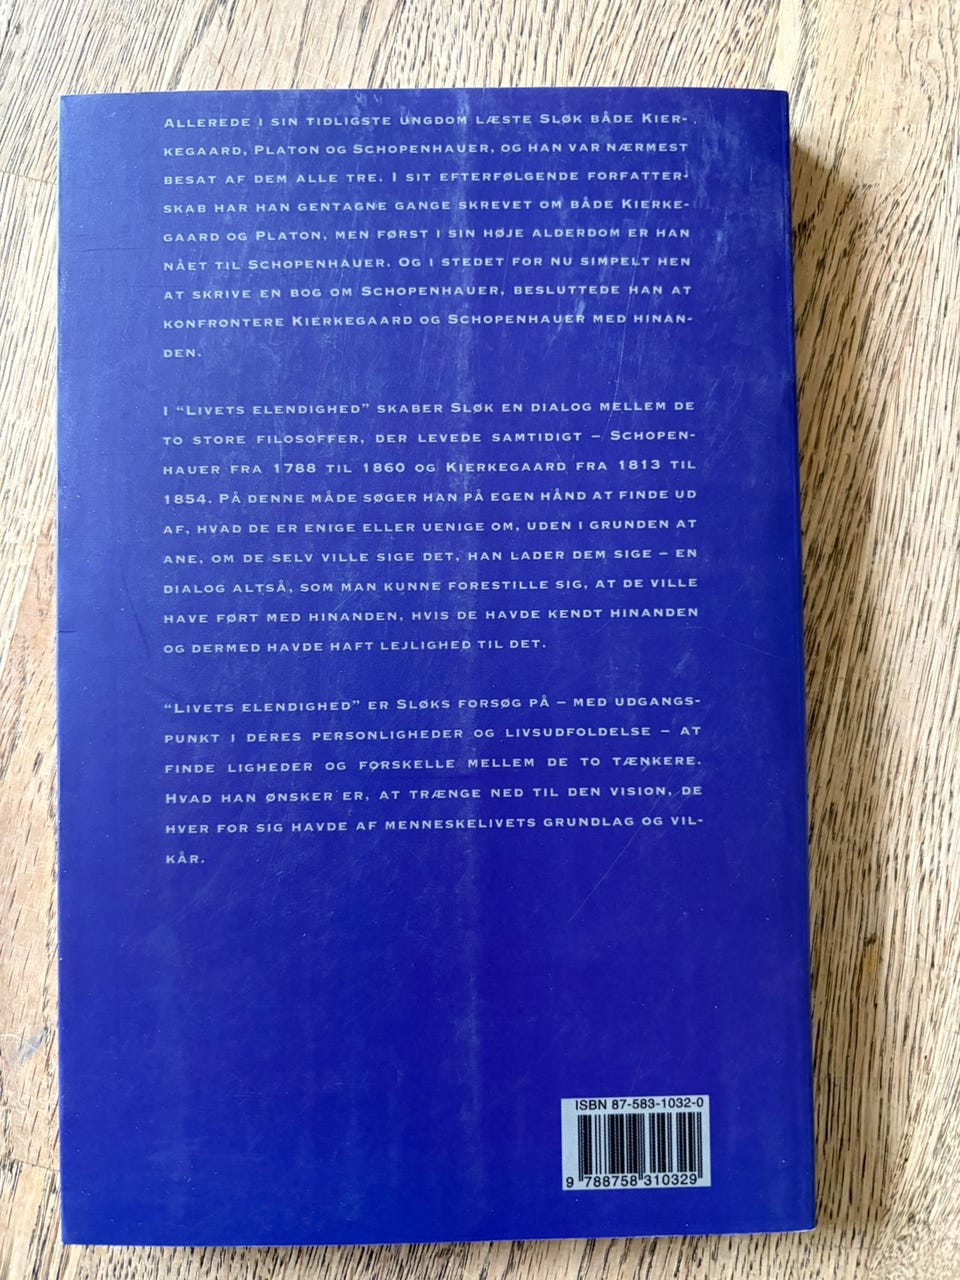 ALLEREDE I SIN TIDLIGSTE UNGDOM LÆSTE SLØK BÅDE KIER-
KEGAARD, PLATON OG SCHOPENHAUER, OG HAN VAR NÆRMEST
BESAT AF DEM ALLE TRE. I SIT EFTERFØLGENDE FORFATTER-
SKAB HAR HAN GENTAGNE GANGE SKREVET OM BÅDE KIERKE-
GAARD OG PLATON, MEN FØRST I SIN HØJE ALDERDOM ER HAN
NÅET TIL SCHOPENHAUER. OG I STEDET FOR NU SIMPELT HEN
AT SKRIVE EN BOG OM SCHOPENHAUER, BESLUTTEDE HAN AT
KONFRONTERE KIERKEGAARD OG SCHOPENHAUER MED HINAN-
DEN.
I “LIVETS ELENDIGHED” SKABER SLØK EN DIALOG MELLEM DE
TO STORE FILOSOFFER, DER LEVEDE SAMTIDIGT – SCHOPEN-
HAUER FRA 1788 TIL 1860 OG KIERKEGAARD FRA 1813 TIL
1854. PÅ DENNE MÅDE SØGER HAN PÅ EGEN HÅND AT FINDE UD
AF, HVAD DE ER ENIGE ELLER UENIGE OM, UDEN I GRUNDEN AT
ANE, OM DE SELV VILLE SIGE DET, HAN LADER DEM SIGE – EN
DIALOG ALTSÅ, SOM MAN KUNNE FORESTILLE SIG, AT DE VILLE
HAVE FØRT MED HINANDEN, HVIS DE HAVDE KENDT HINANDEN
OG DERMED HAVDE HAFT LEJLIGHED TIL DET.
“LIVETS ELENDIGHED” ER SLØKS FORSØG PÅ – MED UDGANGS-
PUNKT I DERES PERSONLIGHEDER OG LIVSUDFOLDELSE – AT
FINDE LIGHEDER OG FORSKELLE MELLEM DE TO TÆNKERE.
HVAD HAN ØNSKER ER, AT TRÆNGE NED TIL DEN VISION, DE
HVER FOR SIG HAVDE AF MENNESKELIVETS GRUNDLAG OG VIL-
KÅR.
ISBN 87-583-1032-0
9 788758 310329